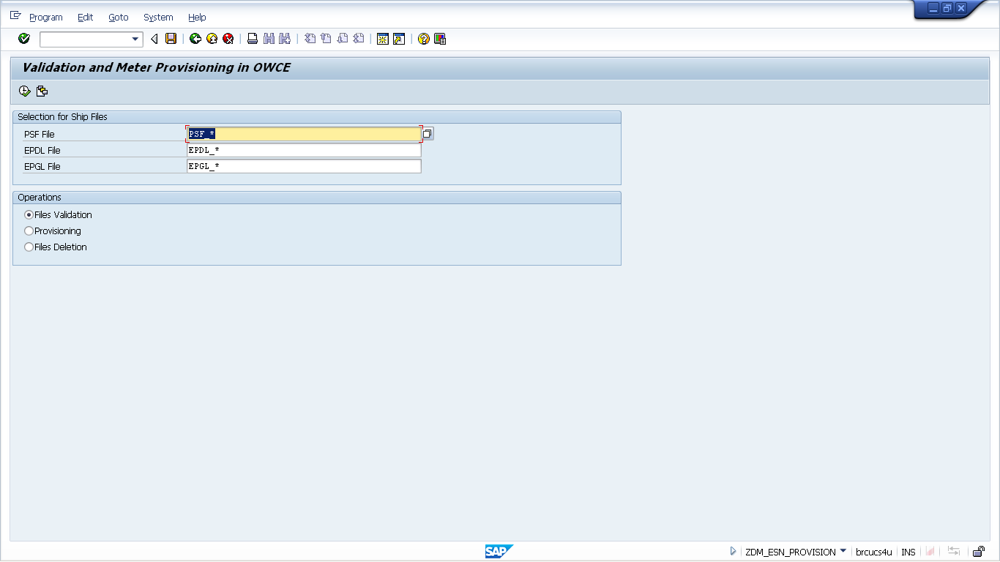 Program Edit Goto System Help
Validation and Meter Provisioning in OWCE
Selection for Ship Files
PSF File PSF_*
EPDL File EPDL_*
EPGL File EPGL_*
Operations
Files Validation
Provisioning
Files Deletion
SAP ZDM_ESN_PROVISION brcucs4u INS